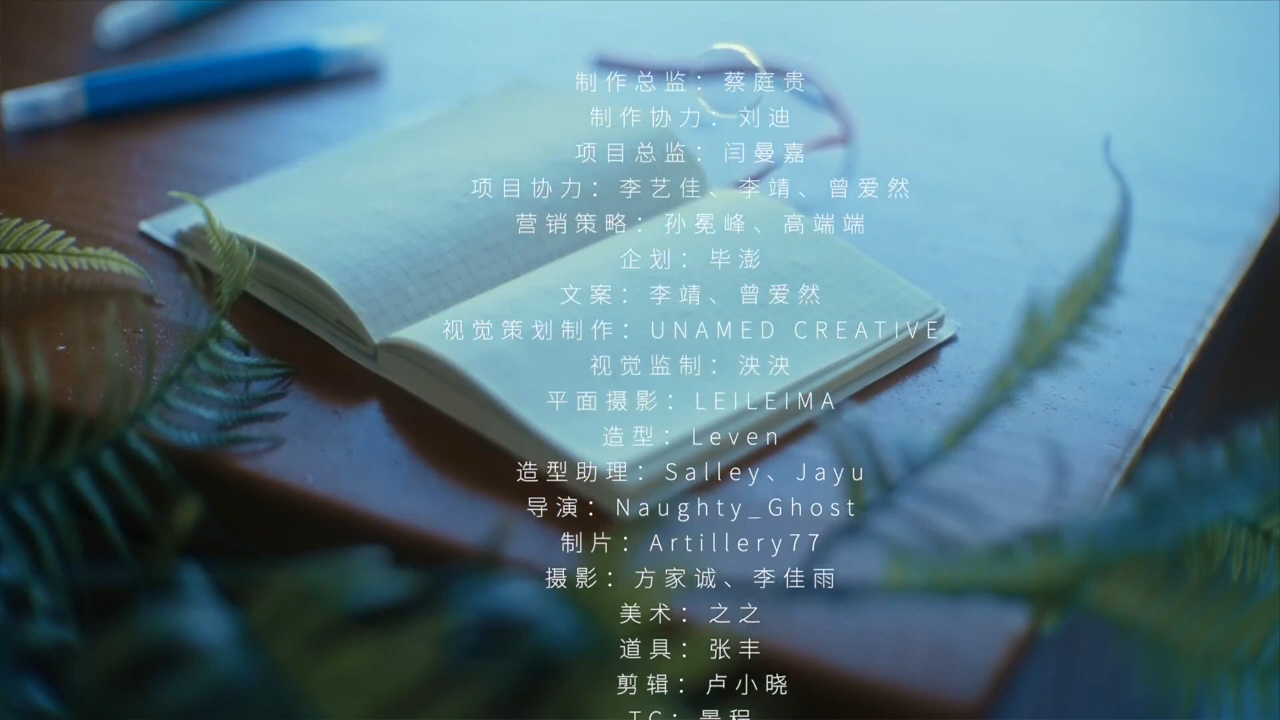 制作总监：蔡庭贵
制作协力：刘迪
项目总监：闫曼嘉
项目协力：李艺佳、李靖、曾爱然
营销策略：孙冕峰、高端端
企划：毕澎
文案：李靖、曾爱然
视觉策划制作：UNAMED CREATIVE
视觉监制：泱泱
平面摄影：LEILEIMA
造型：Leven
造型助理：Salley、Jayu
导演：Naughty_Ghost
制片：Artillery77
摄影：方家诚、李佳雨
美术：之之
道具：张丰
剪辑：卢小晓